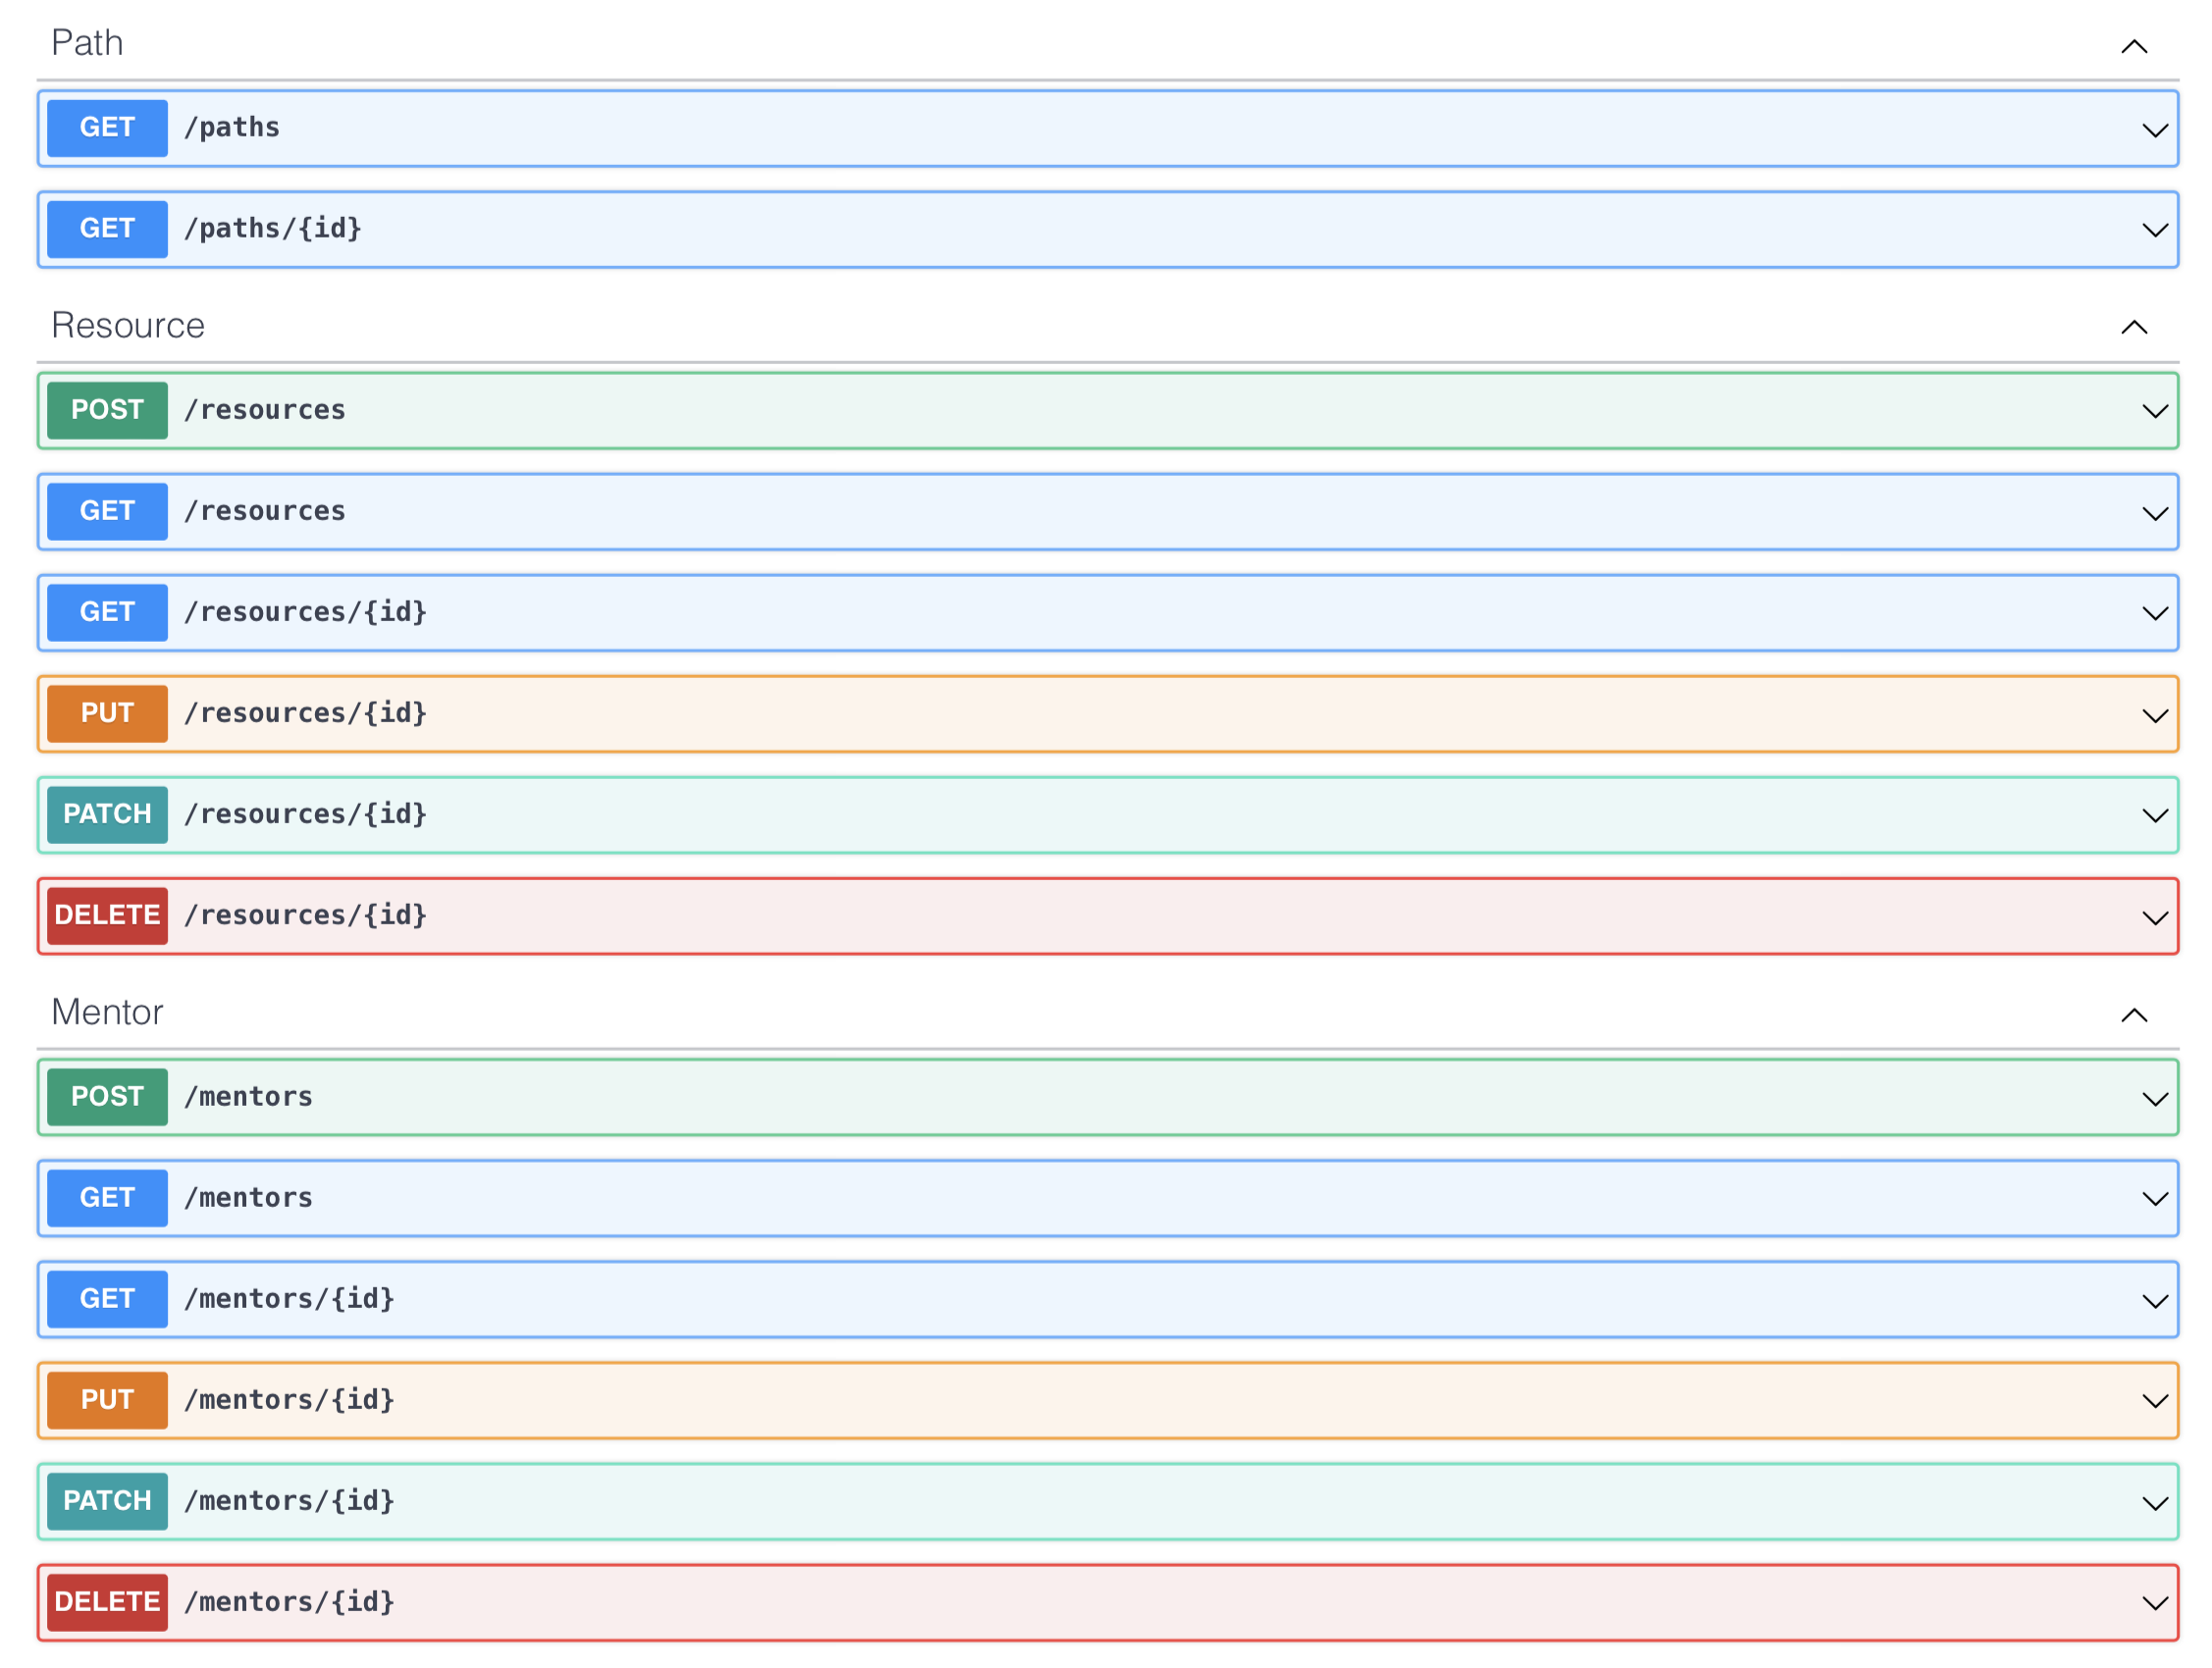 Path
GET /paths
GET /paths/{id}
Resource
POST /resources
GET /resources
GET /resources/{id}
PUT /resources/{id}
PATCH /resources/{id}
DELETE /resources/{id}
Mentor
POST /mentors
GET /mentors
GET /mentors/{id}
PUT /mentors/{id}
PATCH /mentors/{id}
DELETE /mentors/{id}